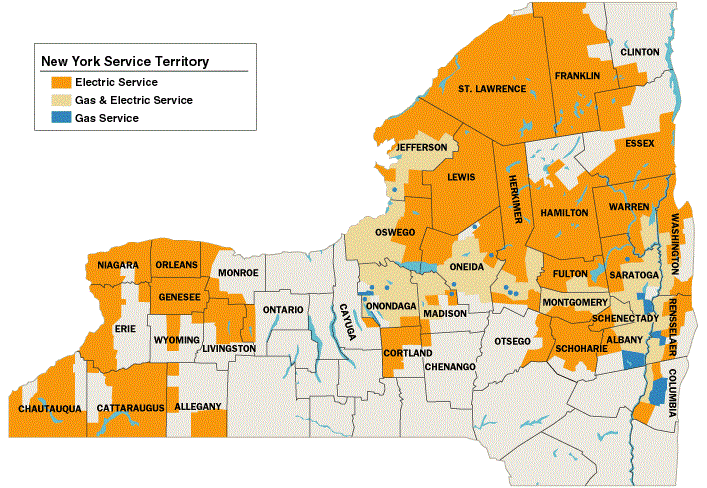 New York Service Territory
Electric Service
Gas & Electric Service
Gas Service
CLINTON
FRANKLIN
ST. LAWRENCE
JEFFERSON
ESSEX
LEWIS
HERKIMER
HAMILTON
WARREN
WASHINGTON
OSWEGO
ONEIDA
FULTON
SARATOGA
NIAGARA
ORLEANS
MONROE
GENESEE
ONTARIO
CAYUGA
ONONDAGA
MADISON
MONTGOMERY
SCHENECTADY
RENSSELAER
ERIE
WYOMING
LIVINGSTON
CORTLAND
CHENANGO
OTSEGO
SCHOHARIE
ALBANY
COLUMBIA
CHAUTAUQUA
CATTARAUGUS
ALLEGANY